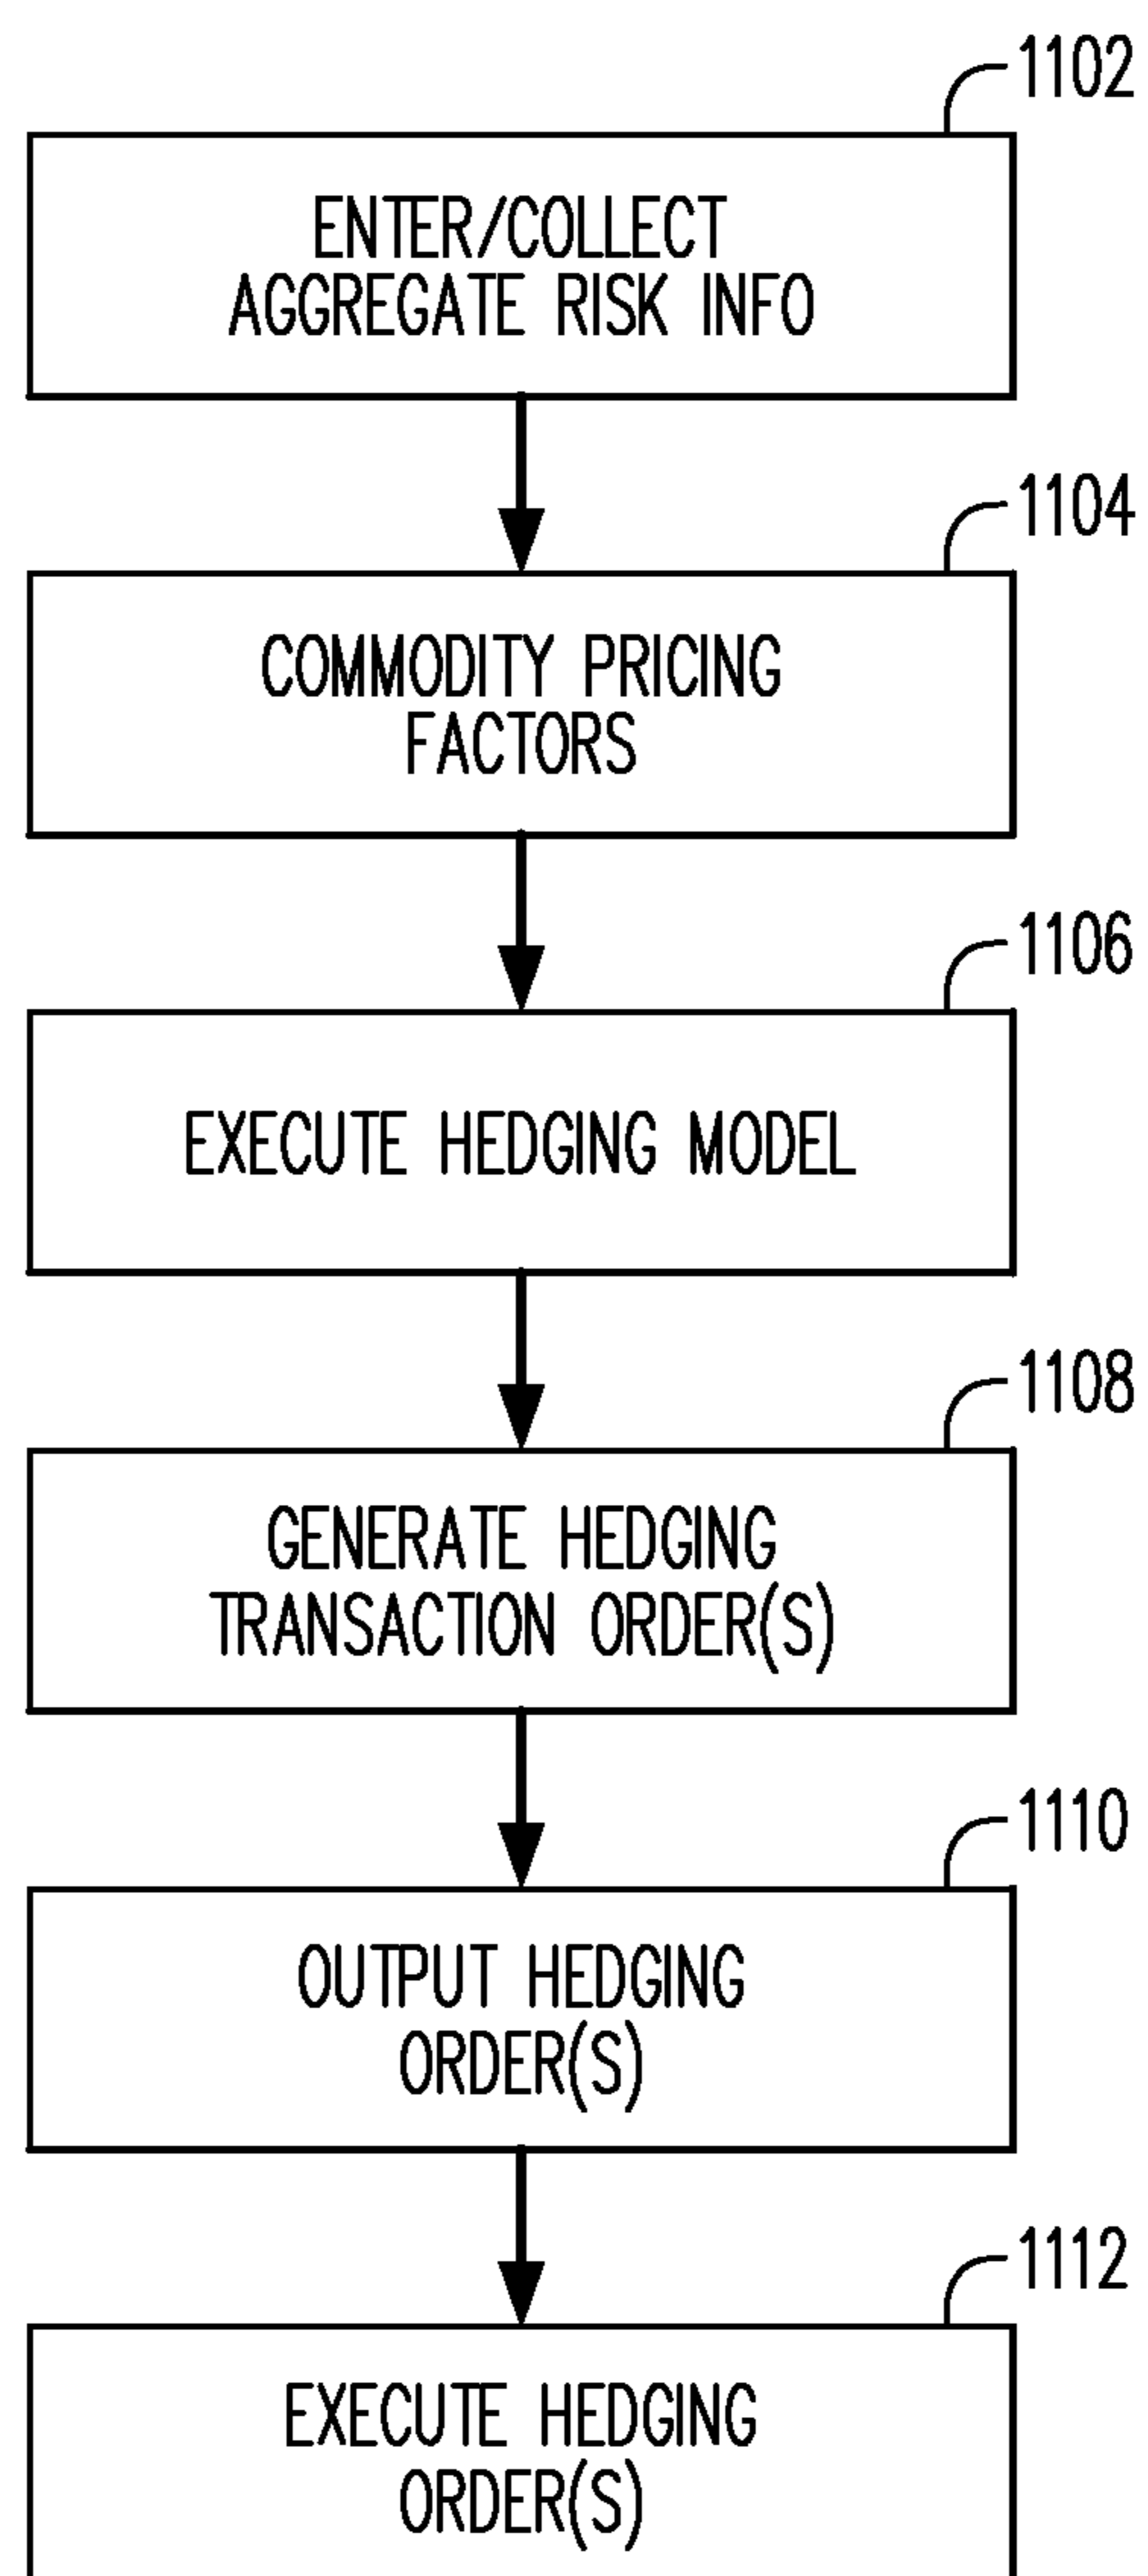 1102
ENTER/COLLECT
AGGREGATE RISK INFO
1104
COMMODITY PRICING
FACTORS
1106
EXECUTE HEDGING MODEL
1108
GENERATE HEDGING
TRANSACTION ORDER(S)
1110
OUTPUT HEDGING
ORDER(S)
1112
EXECUTE HEDGING
ORDER(S)